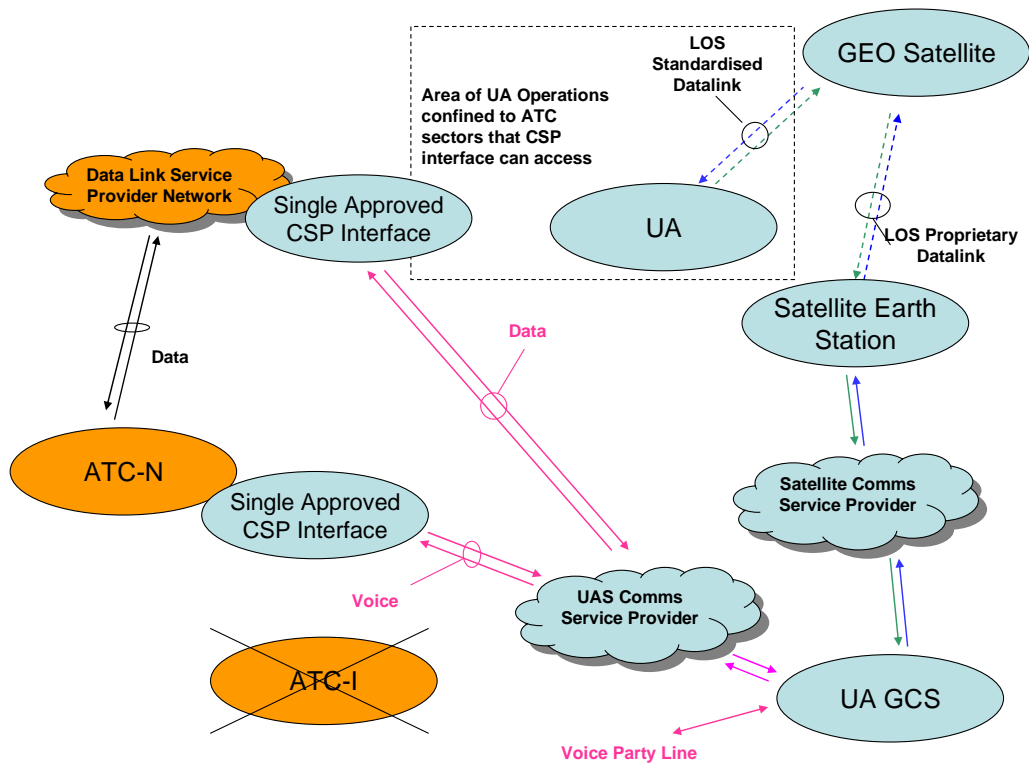 LOS
Standardised
Datalink
GEO Satellite
Area of UA Operations
confined to ATC
sectors that CSP
interface can access
Data Link Service
Provider Network
Single Approved
CSP Interface
UA
LOS Proprietary
Datalink
Satellite Earth
Station
Data
Data
ATC-N
Single Approved
CSP Interface
Satellite Comms
Service Provider
Voice
UAS Comms
Service Provider
ATC-I
UA GCS
Voice Party Line